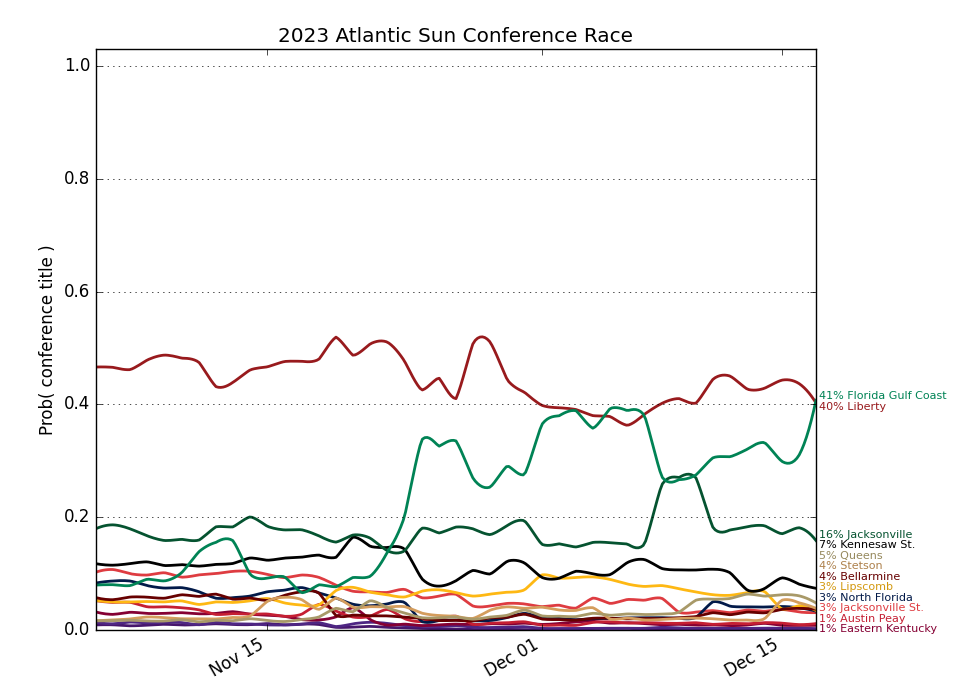 2023 Atlantic Sun Conference Race
1.0
0.8
0.6
0.4
0.2
0.0
Prob( conference title )
Nov 15
Dec 01
Dec 15
41% Florida Gulf Coast
40% Liberty
16% Jacksonville
7% Kennesaw St.
5% Queens
4% Stetson
4% Bellarmine
3% Lipscomb
3% North Florida
3% Jacksonville St.
1% Austin Peay
1% Eastern Kentucky